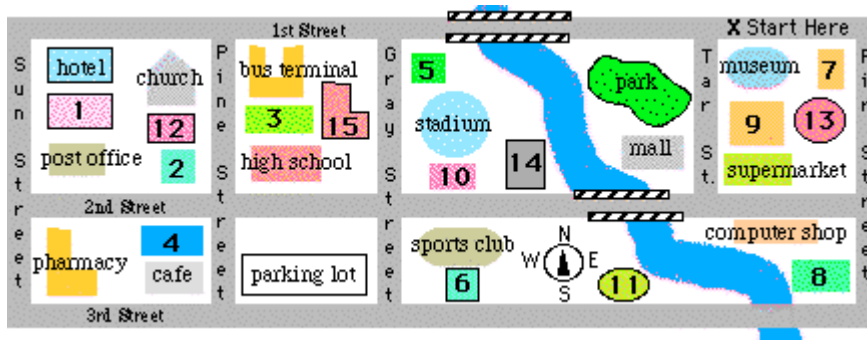 X Start Here
1st Street
Sun Street
Pine Street
Gray Street
Tar St.
Fir Street
hotel
church
bus terminal
5
park
museum
7
1
12
3
15
stadium
9
13
post office
2
high school
10
14
mall
supermarket
2nd Street
pharmacy
4
cafe
parking lot
sports club
6
N
W
E
S
11
computer shop
8
3rd Street